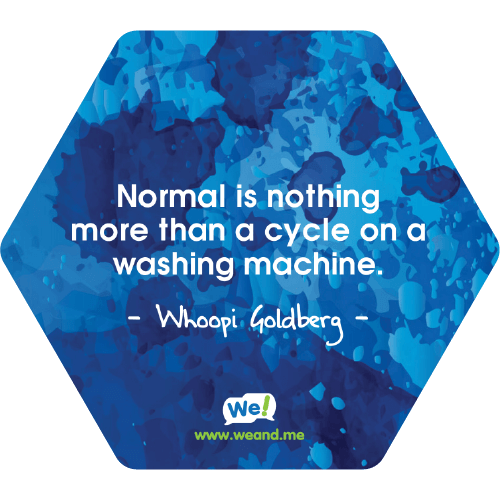 Normal is nothing
more than a cycle on a
washing machine.
- Whoopi Goldberg -
We!
www.weand.me